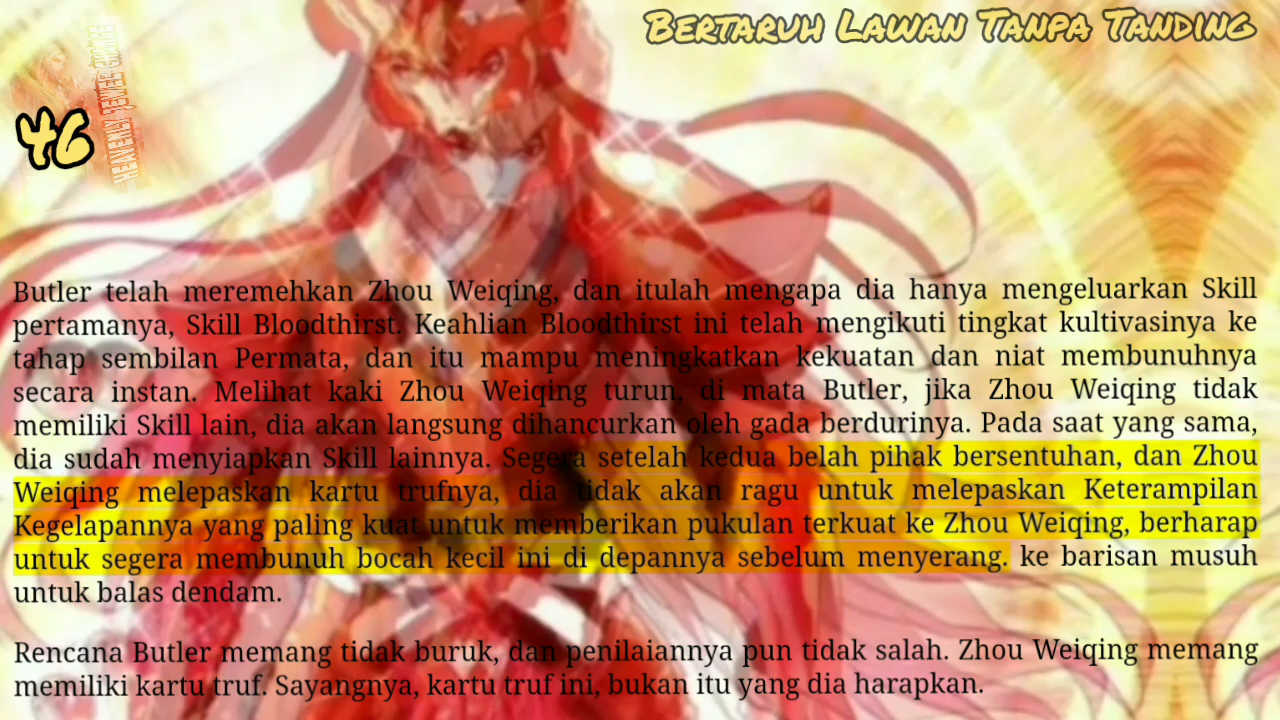 Bertaruh Lawan Tanpa Tanding
46
HEAVENLY JEWEL CHANGE
Butler telah meremehkan Zhou Weiqing, dan itulah mengapa dia hanya mengeluarkan Skill
pertamanya, Skill Bloodthirst. Keahlian Bloodthirst ini telah mengikuti tingkat kultivasinya ke
tahap sembilan Permata, dan itu mampu meningkatkan kekuatan dan niat membunuhnya
secara instan. Melihat kaki Zhou Weiqing turun, di mata Butler, jika Zhou Weiqing tidak
memiliki Skill lain, dia akan langsung dihancurkan oleh gada berdurinya. Pada saat yang sama,
dia sudah menyiapkan Skill lainnya. Segera setelah kedua belah pihak bersentuhan, dan Zhou
Weiqing melepaskan kartu trufnya, dia tidak akan ragu untuk melepaskan Keterampilan
Kegelapannya yang paling kuat untuk memberikan pukulan terkuat ke Zhou Weiqing, berharap
untuk segera membunuh bocah kecil ini di depannya sebelum menyerang. ke barisan musuh
untuk balas dendam.
Rencana Butler memang tidak buruk, dan penilaiannya pun tidak salah. Zhou Weiqing memang
memiliki kartu truf. Sayangnya, kartu truf ini, bukan itu yang dia harapkan.